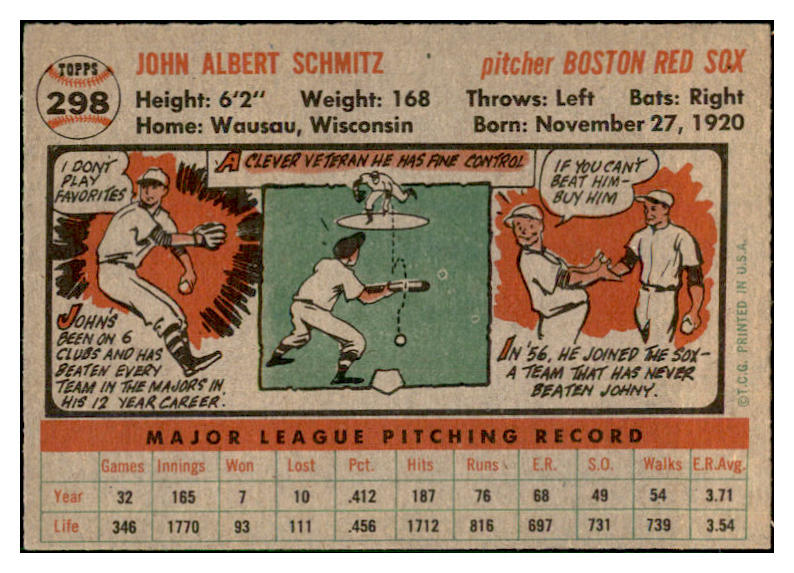 TOPPS
298
JOHN ALBERT SCHMITZ pitcher BOSTON RED SOX
Height: 6'2" Weight: 168 Throws: Left Bats: Right
Home: Wausau, Wisconsin Born: November 27, 1920
I DON'T
PLAY
FAVORITES
A CLEVER VETERAN HE HAS FINE CONTROL
IF YOU CAN'T
BEAT HIM-
BUY HIM
JOHN'S
BEEN ON 6
CLUBS AND HAS
BEATEN EVERY
TEAM IN THE MAJORS IN
HIS 12 YEAR CAREER.
IN '56, HE JOINED THE SOX-
A TEAM THAT HAS NEVER
BEATEN JOHNY.
©T.C.G. PRINTED IN U.S.A.
MAJOR LEAGUE PITCHING RECORD
Games Innings Won Lost Pct. Hits Runs E.R. S.O. Walks E.R.Avg.
Year 32 165 7 10 .412 187 76 68 49 54 3.71
Life 346 1770 93 111 .456 1712 816 697 731 739 3.54